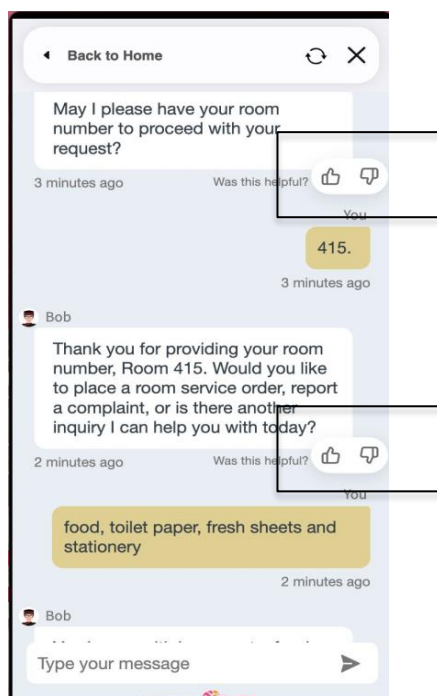 Back to Home
May I please have your room
number to proceed with your
request?
3 minutes ago Was this helpful?
You
415.
3 minutes ago
Bob
Thank you for providing your room
number, Room 415. Would you like
to place a room service order, report
a complaint, or is there another
inquiry I can help you with today?
2 minutes ago Was this helpful?
You
food, toilet paper, fresh sheets and
stationery
2 minutes ago
Bob
Type your message